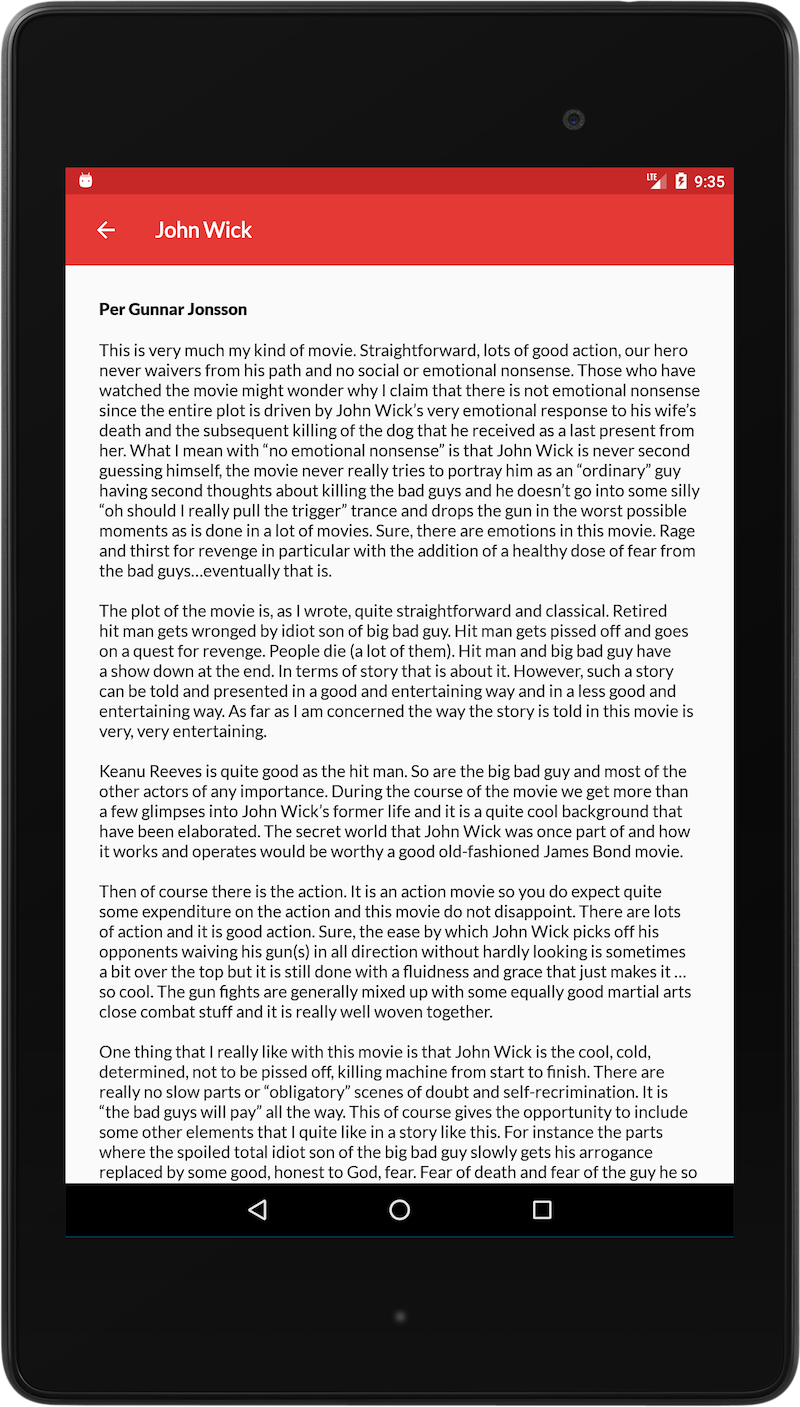 LTE 9:35
John Wick
Per Gunnar Jonsson
This is very much my kind of movie. Straightforward, lots of good action, our hero
never waivers from his path and no social or emotional nonsense. Those who have
watched the movie might wonder why I claim that there is not emotional nonsense
since the entire plot is driven by John Wick’s very emotional response to his wife’s
death and the subsequent killing of the dog that he received as a last present from
her. What I mean with “no emotional nonsense” is that John Wick is never second
guessing himself, the movie never really tries to portray him as an “ordinary” guy
having second thoughts about killing the bad guys and he doesn’t go into some silly
“oh should I really pull the trigger” trance and drops the gun in the worst possible
moments as is done in a lot of movies. Sure, there are emotions in this movie. Rage
and thirst for revenge in particular with the addition of a healthy dose of fear from
the bad guys…eventually that is.
The plot of the movie is, as I wrote, quite straightforward and classical. Retired
hit man gets wronged by idiot son of big bad guy. Hit man gets pissed off and goes
on a quest for revenge. People die (a lot of them). Hit man and big bad guy have
a show down at the end. In terms of story that is about it. However, such a story
can be told and presented in a good and entertaining way and in a less good and
entertaining way. As far as I am concerned the way the story is told in this movie is
very, very entertaining.
Keanu Reeves is quite good as the hit man. So are the big bad guy and most of the
other actors of any importance. During the course of the movie we get more than
a few glimpses into John Wick’s former life and it is a quite cool background that
have been elaborated. The secret world that John Wick was once part of and how
it works and operates would be worthy a good old-fashioned James Bond movie.
Then of course there is the action. It is an action movie so you do expect quite
some expenditure on the action and this movie do not disappoint. There are lots
of action and it is good action. Sure, the ease by which John Wick picks off his
opponents waiving his gun(s) in all direction without hardly looking is sometimes
a bit over the top but it is still done with a fluidness and grace that just makes it …
so cool. The gun fights are generally mixed up with some equally good martial arts
close combat stuff and it is really well woven together.
One thing that I really like with this movie is that John Wick is the cool, cold,
determined, not to be pissed off, killing machine from start to finish. There are
really no slow parts or “obligatory” scenes of doubt and self-recrimination. It is
“the bad guys will pay” all the way. This of course gives the opportunity to include
some other elements that I quite like in a story like this. For instance the parts
where the spoiled total idiot son of the big bad guy slowly gets his arrogance
replaced by some good, honest to God, fear. Fear of death and fear of the guy he so